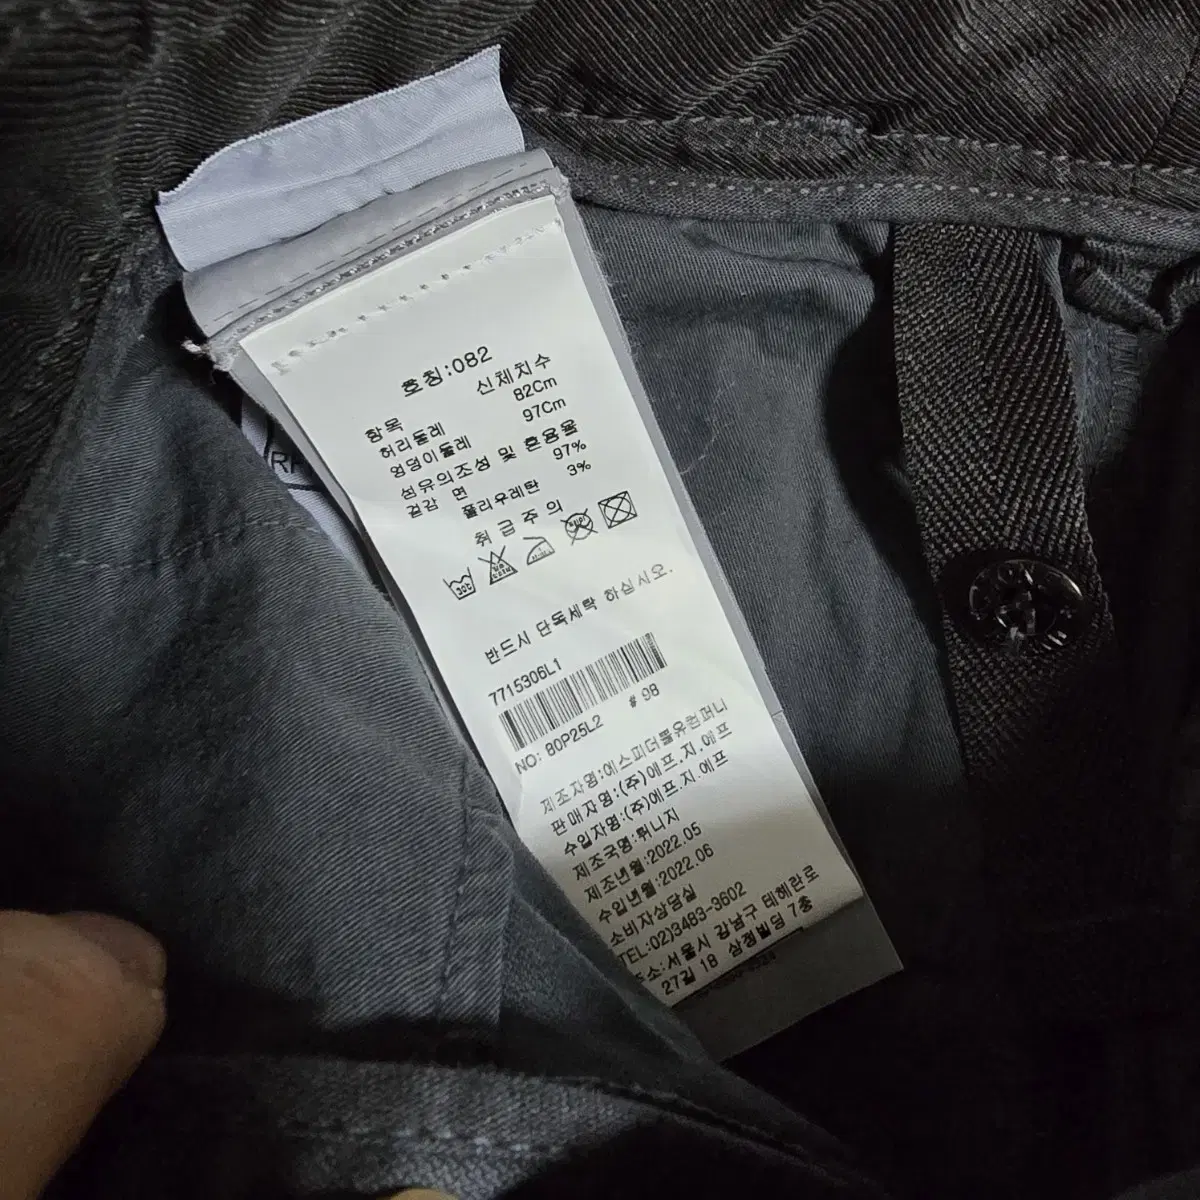 호칭:082
항목 신체치수
허리둘레 82Cm
엉덩이둘레 97Cm
섬유의조성 및 혼용율
겉감 면 97%
폴리우레탄 3%
취급주의
반드시 단독세탁 하십시오.
7715306L1
NO: 80P25L2 # 98
제조자명:에스피더블유컴퍼니
판매자명:(주)에프.지.에프
수입자명:(주)에프.지.에프
제조국명:튀니지
제조년월:2022.05
수입년월:2022.06
소비자상담실
TEL:02)3483-3602
주소:서울시 강남구 테헤란로
27길 18 삼정빌딩 7층